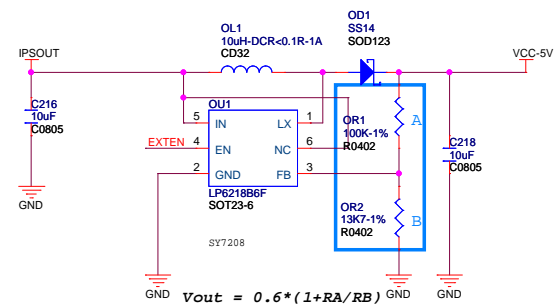 OD1
SS14
SOD123
OL1
10uH-DCR<0.1R-1A
CD32
IPSOUT
VCC-5V
C216
10uF
C0805
OU1
5 IN LX 1
EXTEN 4 EN NC 6
2 GND FB 3
LP6218B6F
SOT23-6
SY7208
OR1
100K-1%
R0402
A
C218
10uF
C0805
OR2
13K7-1%
R0402
B
GND
GND
GND
GND
GND
Vout = 0.6*(1+RA/RB)